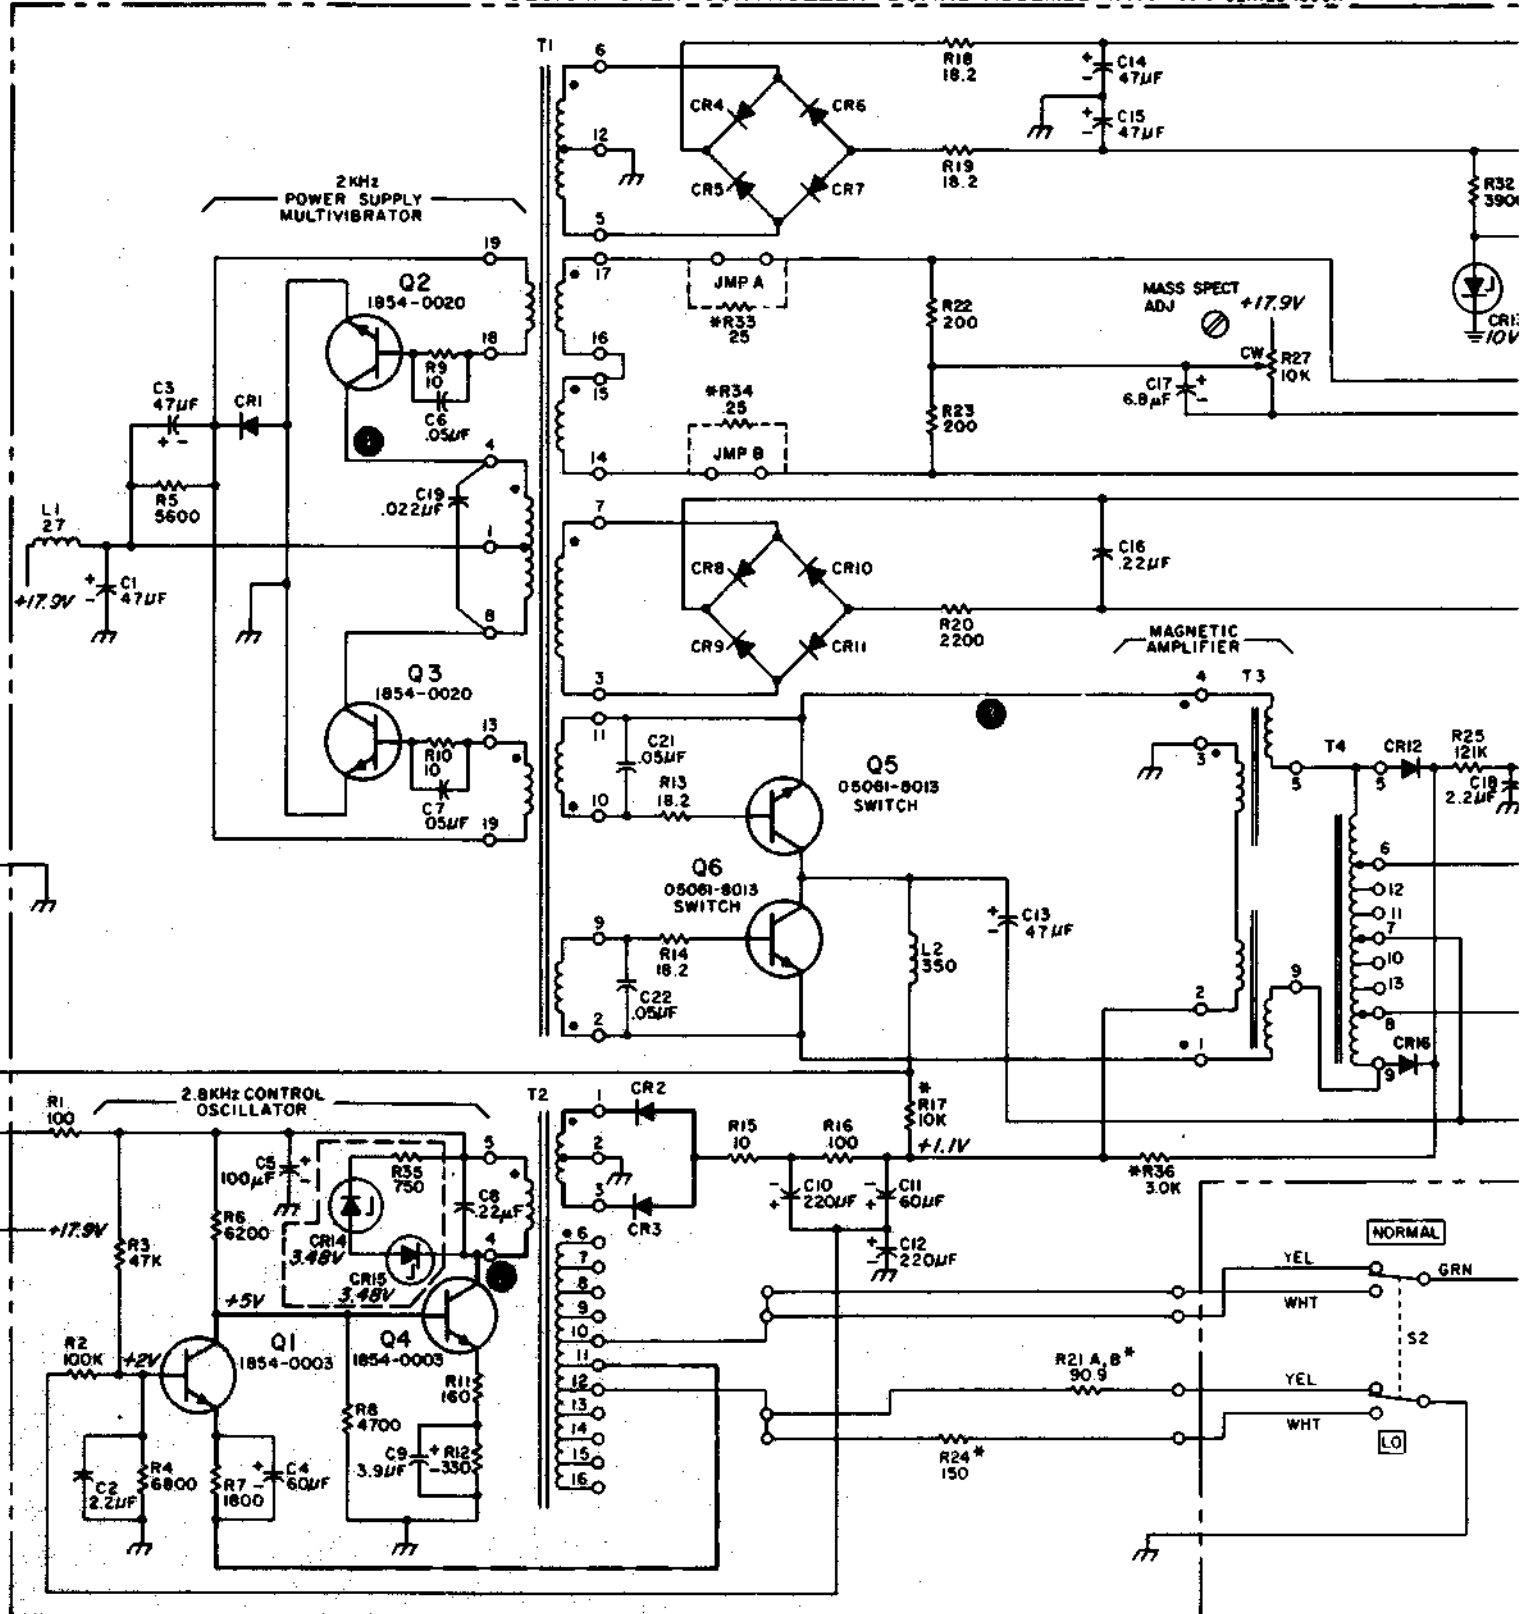 T1
6
R18
18.2
+
-
C14
47µF
CR4
CR6
12
+
-
C15
47µF
CR5
CR7
R19
18.2
R32
5
2KHz
POWER SUPPLY
MULTIVIBRATOR
19
17
JMP A
*R33
.25
Q2
1854-0020
R22
200
MASS SPECT
ADJ
+17.9V
10V
18
16
CW
R27
10K
R9
10
C6
.05µF
15
C17
6.8µF
+
-
C3
47µF
+ -
CR1
*R34
.25
R23
200
4
14
JMP B
R5
5600
C19
.022µF
7
L1
27
1
CR8
CR10
C16
.22µF
+17.9V
+
-
C1
47µF
8
CR9
CR11
R20
2200
MAGNETIC
AMPLIFIER
Q3
1854-0020
3
4
T3
13
11
R10
10
C7
.05µF
C21
.05µF
R13
18.2
10
Q5
05061-8013
SWITCH
3
5
T4
5
CR12
R25
121K
C18
2.2µF
19
Q6
05061-8013
SWITCH
6
12
11
7
10
13
8
9
R14
18.2
C22
.05µF
2
L2
350
+
-
C13
47µF
9
2
1
9
CR16
R1
100
2.8KHz CONTROL
OSCILLATOR
T2
1
CR2
*
R17
10K
+1.1V
5
2
R15
10
R16
100
*R36
3.0K
C5
100µF
+
-
R35
750
C8
.22µF
3
CR3
-
+
C10
220µF
-
+
C11
60µF
+17.9V
R3
47K
R6
6200
CR14
3.48V
4
CR15
3.48V
+
-
C12
220µF
NORMAL
6
7
8
9
10
11
12
13
14
15
16
YEL
GRN
WHT
S2
+5V
R2
100K
+2V
Q1
1854-0003
Q4
1854-0003
R11
160
R21 A,B*
90.9
YEL
WHT
LO
R8
4700
C9
3.9µF
+
-
R12
330
R24*
150
C2
2.2µF
R4
6800
R7
1800
+
-
C4
60µF